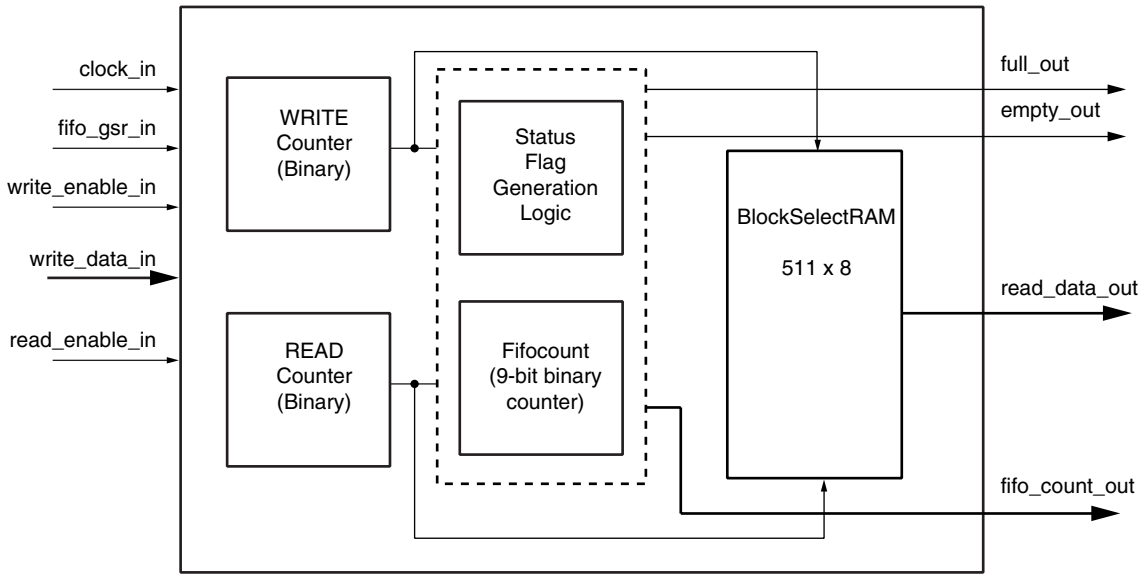 clock_in
fifo_gsr_in
write_enable_in
write_data_in
read_enable_in
WRITE
Counter
(Binary)
READ
Counter
(Binary)
Status
Flag
Generation
Logic
Fifocount
(9-bit binary
counter)
BlockSelectRAM
511 x 8
full_out
empty_out
read_data_out
fifo_count_out